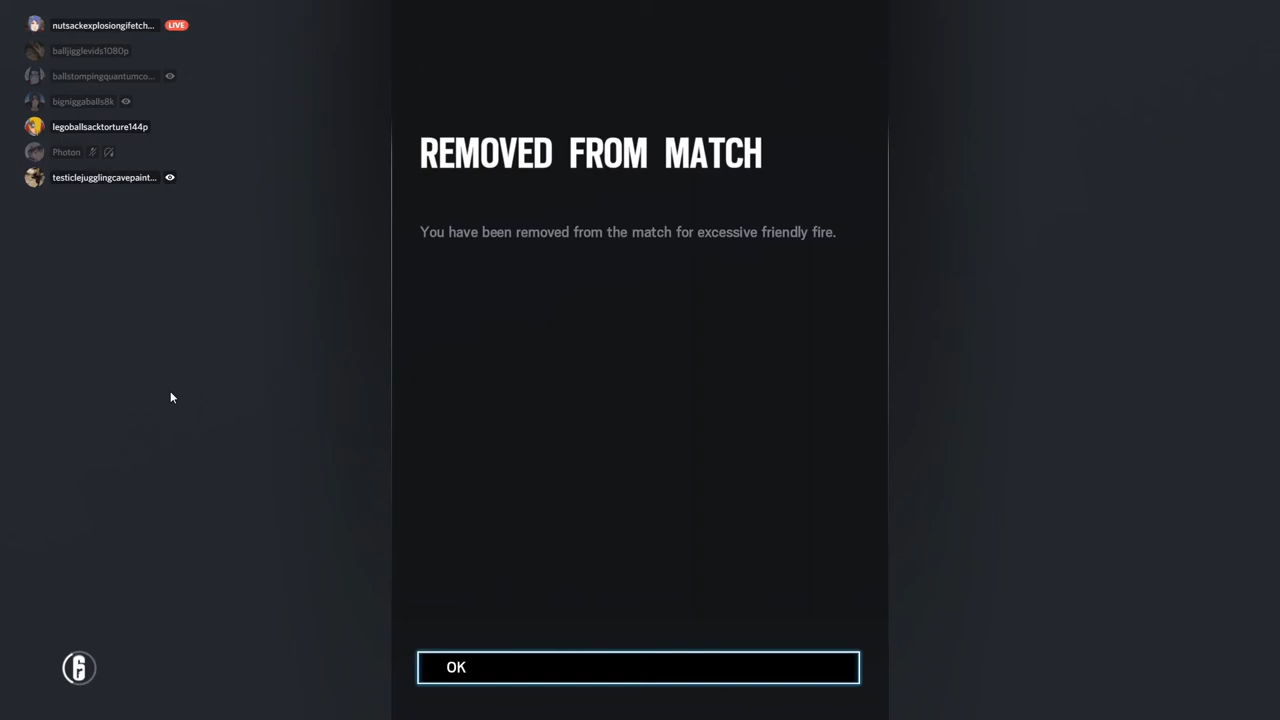 nutsackexplosiongifetch... LIVE
balljigglevids1080p
ballstompingquantumco...
bigniggaballs8k
legoballsacktorture144p
Photon
testiclejugglingcavepaint...
REMOVED FROM MATCH
You have been removed from the match for excessive friendly fire.
OK
6